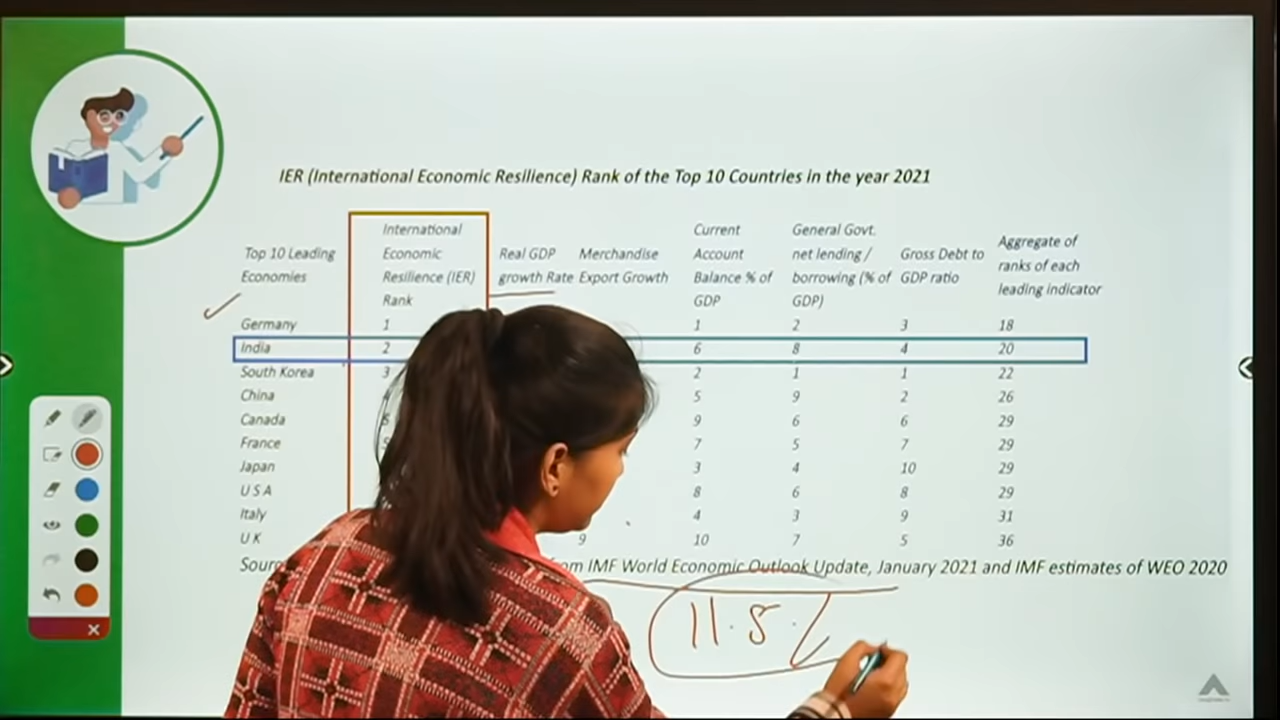 IER (International Economic Resilience) Rank of the Top 10 Countries in the year 2021
Top 10 Leading Economies
International Economic Resilience (IER) Rank
Real GDP growth Rate
Merchandise Export Growth
Current Account Balance % of GDP
General Govt. net lending / borrowing (% of GDP)
Gross Debt to GDP ratio
Aggregate of ranks of each leading indicator
Germany 1 1 2 3 18
India 2 6 8 4 20
South Korea 3 2 1 1 22
China 5 9 2 26
Canada 9 6 6 29
France 7 5 7 29
Japan 3 4 10 29
U S A 8 6 8 29
Italy 4 3 9 31
U K 9 10 7 5 36
IMF World Economic Outlook Update, January 2021 and IMF estimates of WEO 2020
11.5%